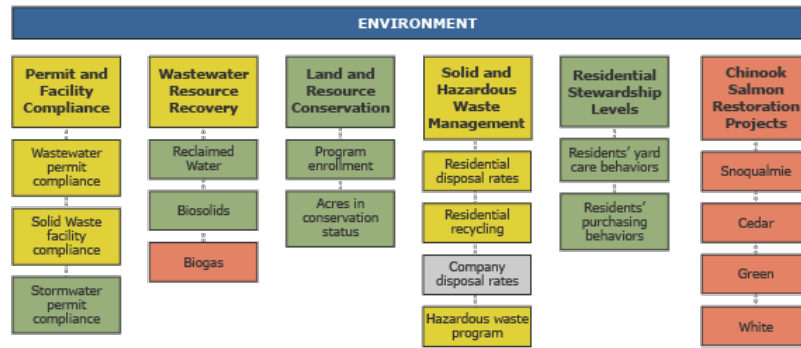 ENVIRONMENT
Permit and
Facility
Compliance
Wastewater
permit
compliance
Solid Waste
facility
compliance
Stormwater
permit
compliance
Wastewater
Resource
Recovery
Reclaimed
Water
Biosolids
Biogas
Land and
Resource
Conservation
Program
enrollment
Acres in
conservation
status
Solid and
Hazardous
Waste
Management
Residential
disposal rates
Residential
recycling
Company
disposal rates
Hazardous waste
program
Residential
Stewardship
Levels
Residents' yard
care behaviors
Residents'
purchasing
behaviors
Chinook
Salmon
Restoration
Projects
Snoqualmie
Cedar
Green
White